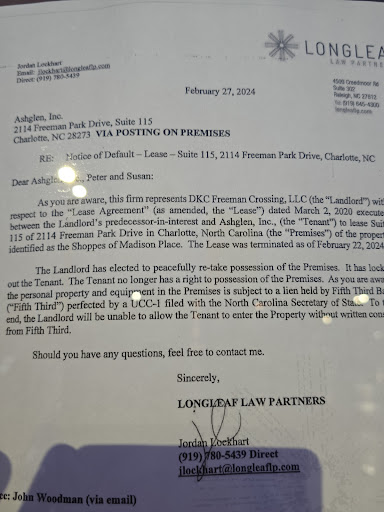 LONGLEA
LAW PARTNE
Jordan Lockhart
Email: jlockhart@longleaflp.com
Direct: (919) 780-5439
4509 Creedmoor Rd
Suite 302
Raleigh, NC 27612
(919) 645-4300
longleaflp.com
February 27, 2024
Ashglen, Inc.
2114 Freeman Park Drive, Suite 115
Charlotte, NC 28273 VIA POSTING ON PREMISES
RE: Notice of Default – Lease – Suite 115, 2114 Freeman Park Drive, Charlotte, NC
Dear Ashgle Peter and Susan:
As you are aware, this firm represents DKC Freeman Crossing, LLC (the "Landlord") with
respect to the "Lease Agreement" (as amended, the "Lease") dated March 2, 2020 execute
between the Landlord's predecessor-in-interest and Ashglen, Inc., (the "Tenant") to lease Suit
115 of 2114 Freeman Park Drive in Charlotte, North Carolina (the "Premises") of the propert
identified as the Shoppes of Madison Place. The Lease was terminated as of February 22, 2024
The Landlord has elected to peacefully re-take possession of the Premises. It has lock
out the Tenant. The Tenant no longer has a right to possession of the Premises. As you are awa
the personal property and equipment in the Premises is subject to a lien held by Fifth Third Ba
("Fifth Third") perfected by a UCC-1 filed with the North Carolina Secretary of State. To t
end, the Landlord will be unable to allow the Tenant to enter the Property without written cons
from Fifth Third.
Should you have any questions, feel free to contact me.
Sincerely,
LONGLEAF LAW PARTNERS
Jordan Lockhart
(919) 780-5439 Direct
jlockhart@longleaflp.com
cc: John Woodman (via email)